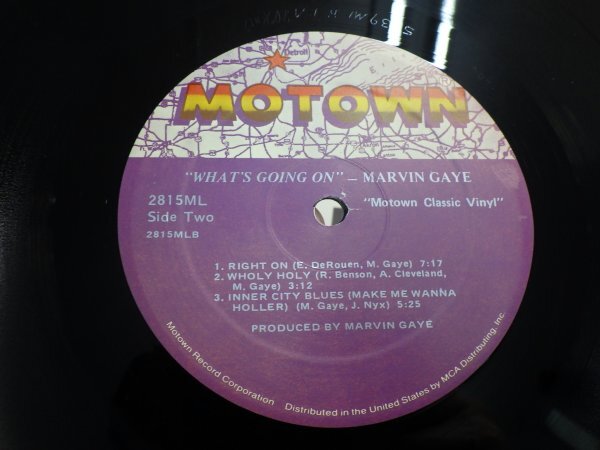 Detroit
MOTOWN
"WHAT'S GOING ON" — MARVIN GAYE
2815ML
Side Two
2815MLB
"Motown Classic Vinyl"
1. RIGHT ON (E. DeRouen, M. Gaye) 7:17
2. WHOLY HOLY (R. Benson, A. Cleveland,
M. Gaye) 3:12
3. INNER CITY BLUES (MAKE ME WANNA
HOLLER) (M. Gaye, J. Nyx) 5:25
PRODUCED BY MARVIN GAYE
Motown Record Corporation
Distributed in the United States by MCA Distributing, Inc.